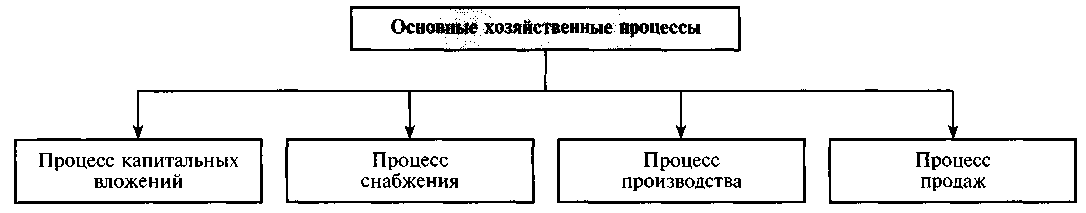 Основные хозяйственные процессы
Процесс капитальных
вложений
Процесс
снабжения
Процесс
производства
Процесс
продаж